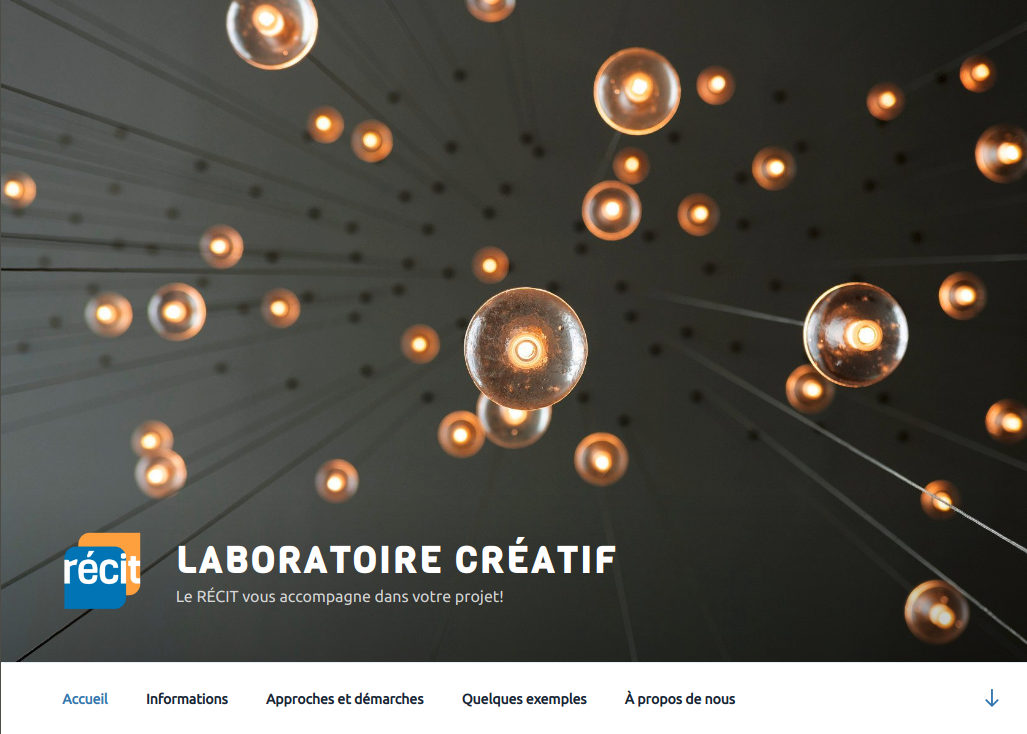 récit
LABORATOIRE CRÉATIF
Le RÉCIT vous accompagne dans votre projet!
Accueil Informations Approches et démarches Quelques exemples À propos de nous